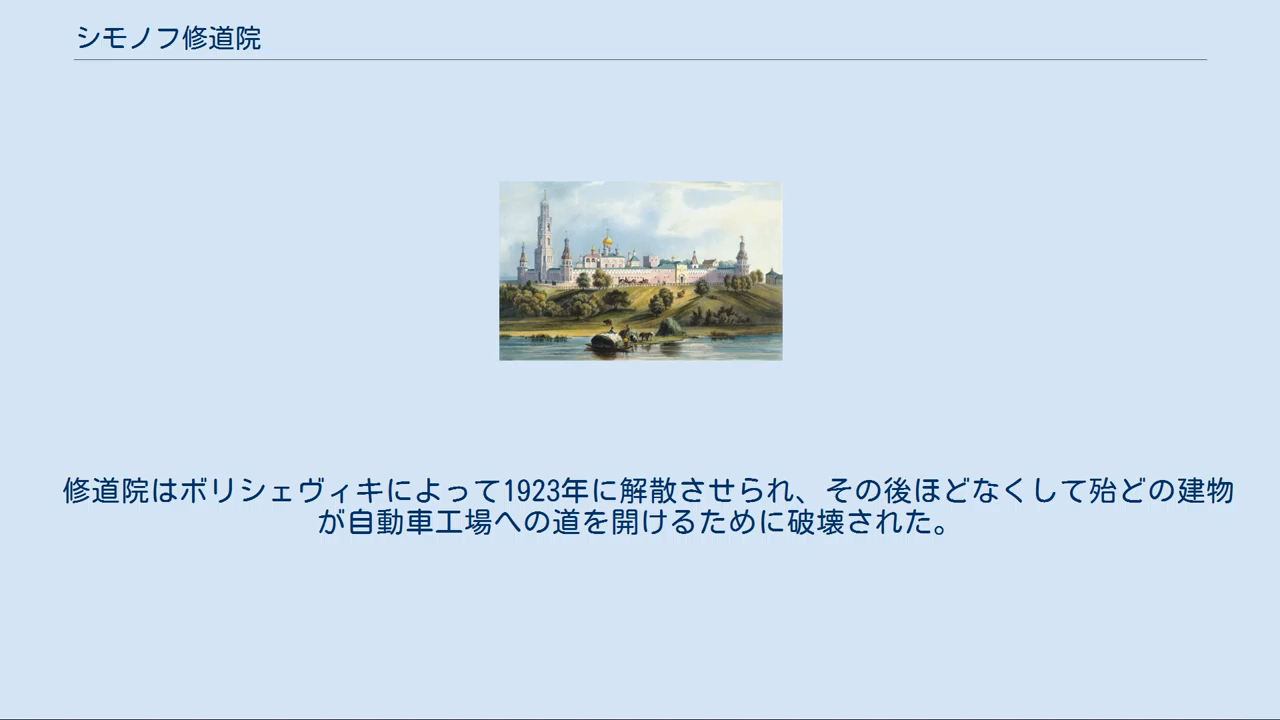 シモノフ修道院
修道院はボリシェヴィキによって1923年に解散させられ、その後ほどなくして殆どの建物
が自動車工場への道を開けるために破壊された。